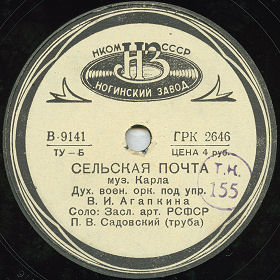 НКОМ СССР
НЗ
НОГИНСКИЙ ЗАВОД
В-9141 ГРК 2646
ТУ-Б ЦЕНА 4 руб.
СЕЛЬСКАЯ ПОЧТА
муз. Карла
Дух. воен. орк. под упр.
В. И. Агапкина
Соло: Засл. арт. РСФСР
П. В. Садовский (труба)
Т.Н.
155